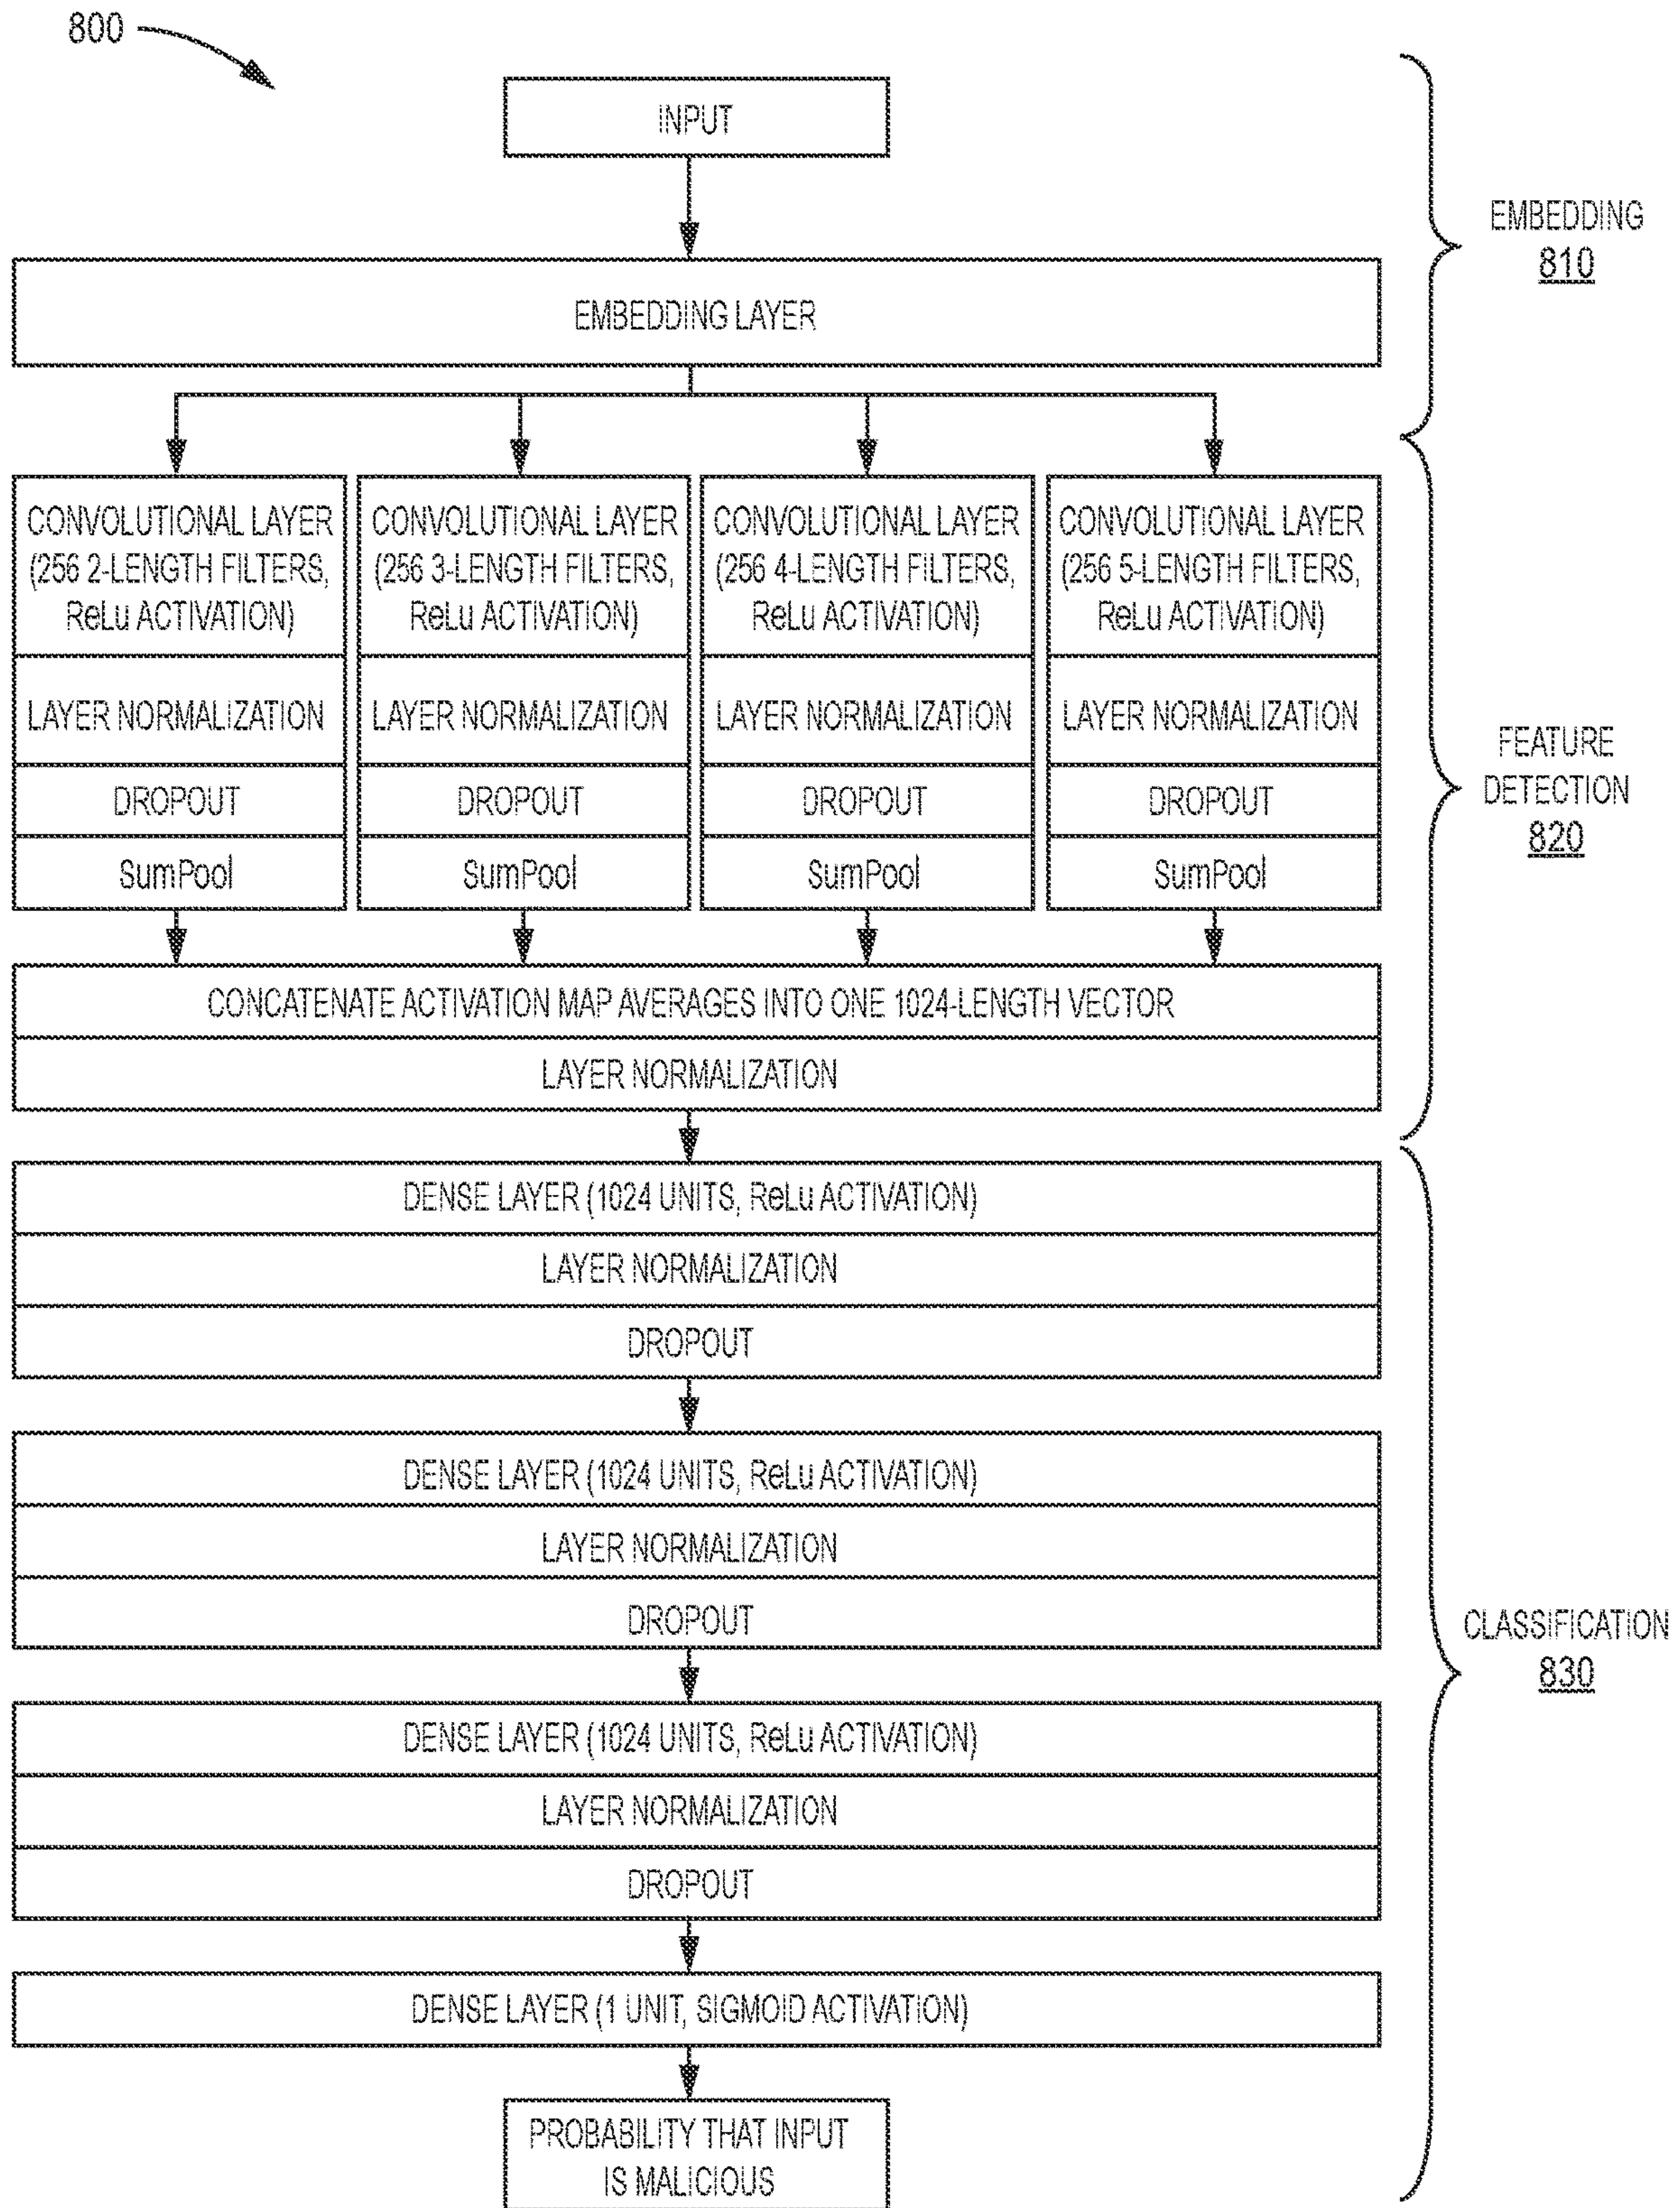 800
INPUT
EMBEDDING
810
EMBEDDING LAYER
CONVOLUTIONAL LAYER
(256 2-LENGTH FILTERS,
ReLu ACTIVATION)
LAYER NORMALIZATION
DROPOUT
SumPool
CONVOLUTIONAL LAYER
(256 3-LENGTH FILTERS,
ReLu ACTIVATION)
LAYER NORMALIZATION
DROPOUT
SumPool
CONVOLUTIONAL LAYER
(256 4-LENGTH FILTERS,
ReLu ACTIVATION)
LAYER NORMALIZATION
DROPOUT
SumPool
CONVOLUTIONAL LAYER
(256 5-LENGTH FILTERS,
ReLu ACTIVATION)
LAYER NORMALIZATION
DROPOUT
SumPool
FEATURE
DETECTION
820
CONCATENATE ACTIVATION MAP AVERAGES INTO ONE 1024-LENGTH VECTOR
LAYER NORMALIZATION
DENSE LAYER (1024 UNITS, ReLu ACTIVATION)
LAYER NORMALIZATION
DROPOUT
DENSE LAYER (1024 UNITS, ReLu ACTIVATION)
LAYER NORMALIZATION
DROPOUT
CLASSIFICATION
830
DENSE LAYER (1024 UNITS, ReLu ACTIVATION)
LAYER NORMALIZATION
DROPOUT
DENSE LAYER (1 UNIT, SIGMOID ACTIVATION)
PROBABILITY THAT INPUT
IS MALICIOUS